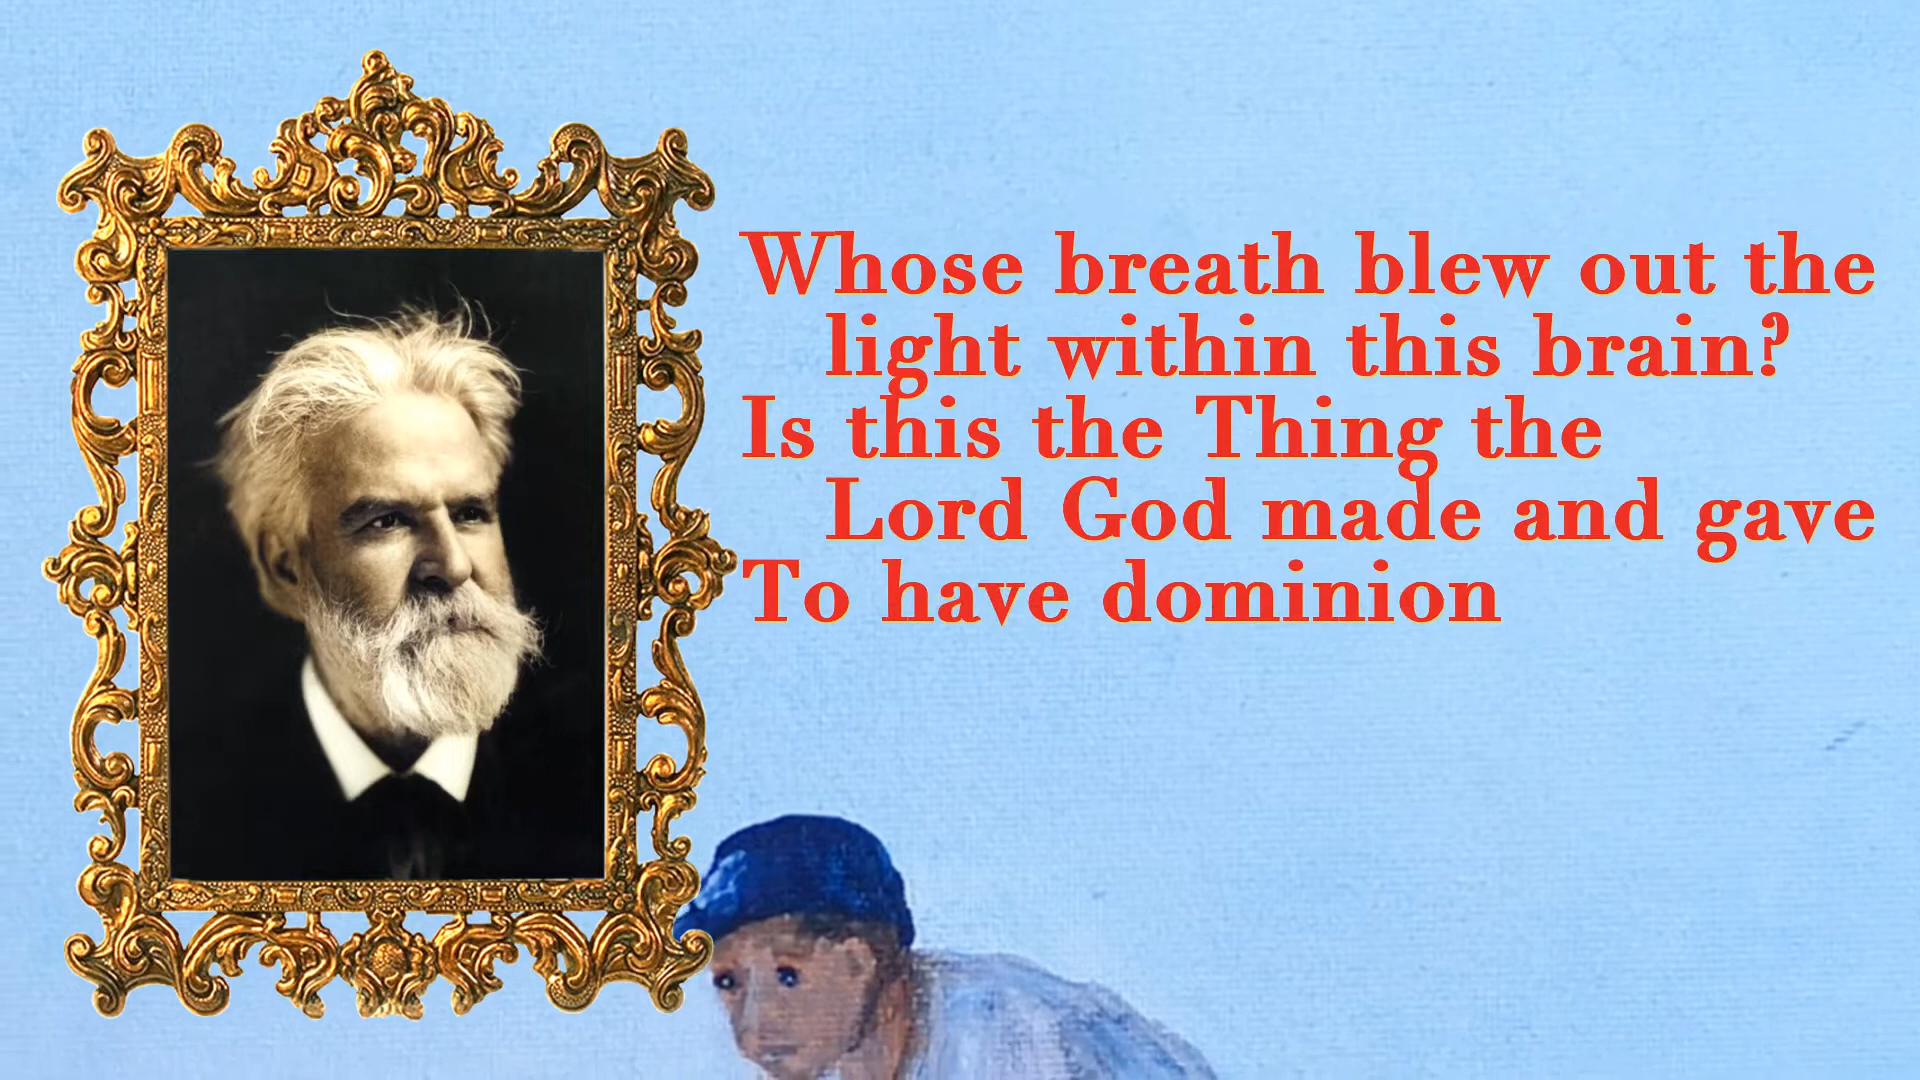 Whose breath blew out the
light within this brain?
Is this the Thing the
Lord God made and gave
To have dominion